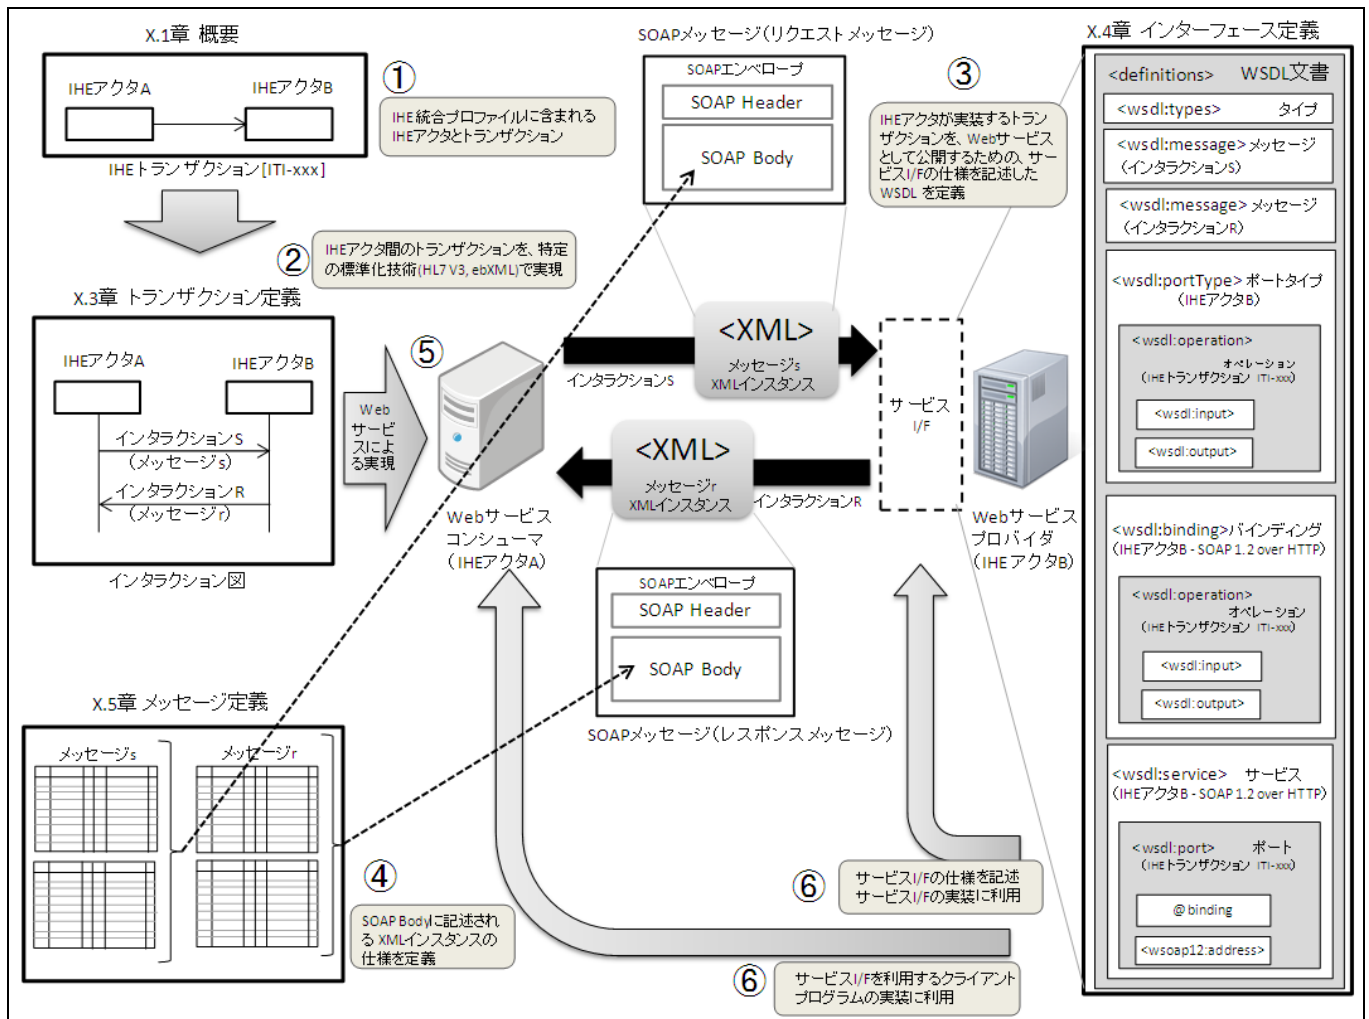 X.1章 概要
IHEアクタA
IHEアクタB
IHEトランザクション[ITI-xxx]
①
IHE 統合プロファイルに含まれる
IHEアクタとトランザクション
②
IHEアクタ間のトランザクションを、特定
の標準化技術(HL7 V3, ebXML)で実現
X.3章 トランザクション定義
IHEアクタA
IHEアクタB
インタラクションS
(メッセージs)
インタラクションR
(メッセージr)
インタラクション図
Web
サービ
スによ
る実現
⑤
Webサービス
コンシューマ
(IHEアクタA)
SOAPメッセージ(リクエストメッセージ)
SOAPエンベロープ
SOAP Header
SOAP Body
③
IHEアクタが実装するトラン
ザクションを、Webサービス
として公開するための、サー
ビスI/Fの仕様を記述した
WSDL を定義
<XML>
メッセージs
XMLインスタンス
インタラクションS
<XML>
メッセージr
XMLインスタンス
インタラクションR
サービス
I/F
Webサービス
プロバイダ
(IHEアクタB)
SOAPエンベロープ
SOAP Header
SOAP Body
SOAPメッセージ(レスポンスメッセージ)
X.5章 メッセージ定義
メッセージs
メッセージr
④
SOAP Bodyに記述され
る XMLインスタンスの
仕様を定義
⑥
サービスI/Fの仕様を記述
サービスI/Fの実装に利用
⑥
サービスI/Fを利用するクライアント
プログラムの実装に利用
X.4章 インターフェース定義
<definitions> WSDL文書
<wsdl:types> タイプ
<wsdl:message>メッセージ
(インタラクションS)
<wsdl:message>メッセージ
(インタラクションR)
<wsdl:portType>ポートタイプ
(IHEアクタB)
<wsdl:operation>
オペレーション
(IHEトランザクション ITI-xxx)
<wsdl:input>
<wsdl:output>
<wsdl:binding>バインディング
(IHEアクタB - SOAP 1.2 over HTTP)
<wsdl:operation>
オペレーション
(IHEトランザクション ITI-xxx)
<wsdl:input>
<wsdl:output>
<wsdl:service> サービス
(IHEアクタB - SOAP 1.2 over HTTP)
<wsdl:port> ポート
(IHEトランザクション ITI-xxx)
@binding
<wsoap12:address>